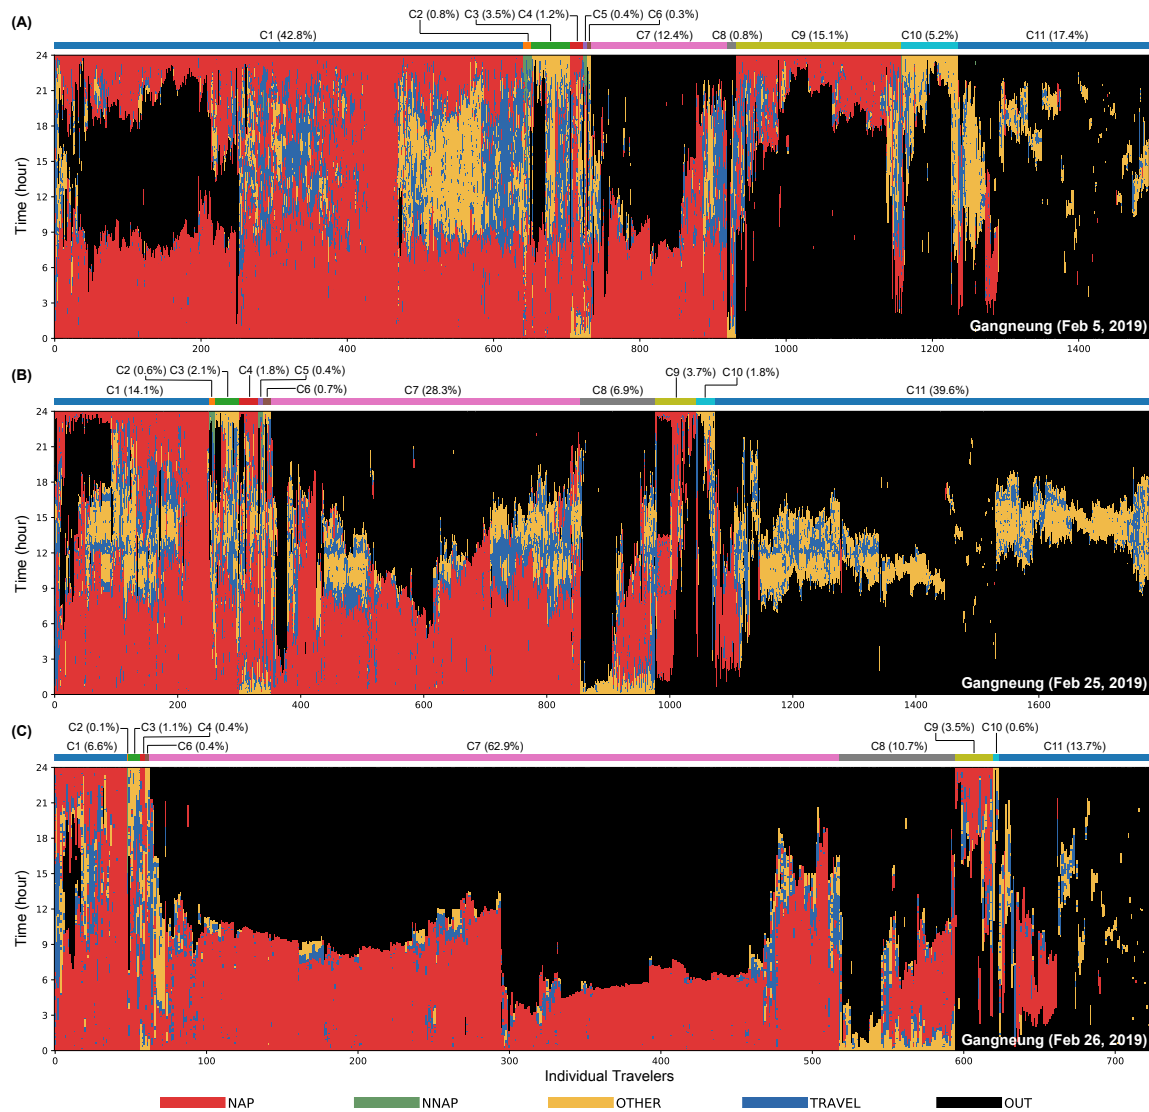 (A)
C2 (0.8%) C3 (3.5%) C4 (1.2%) C5 (0.4%) C6 (0.3%)
C1 (42.8%) C7 (12.4%) C8 (0.8%) C9 (15.1%) C10 (5.2%) C11 (17.4%)
24
21
18
15
12
9
6
3
0
Time (hour)
Gangneung (Feb 5, 2019)
0 200 400 600 800 1000 1200 1400
(B)
C2 (0.6%) C3 (2.1%) C4 (1.8%) C5 (0.4%) C9 (3.7%)
C1 (14.1%) C6 (0.7%) C7 (28.3%) C8 (6.9%) C10 (1.8%) C11 (39.6%)
24
21
18
15
12
9
6
3
0
Time (hour)
Gangneung (Feb 25, 2019)
0 200 400 600 800 1000 1200 1400 1600
(C)
C2 (0.1%) C3 (1.1%) C4 (0.4%) C9 (3.5%) C10 (0.6%)
C1 (6.6%) C6 (0.4%) C7 (62.9%) C8 (10.7%) C11 (13.7%)
24
21
18
15
12
9
6
3
0
Time (hour)
Gangneung (Feb 26, 2019)
0 100 200 300 400 500 600 700
Individual Travelers
NAP NNAP OTHER TRAVEL OUT